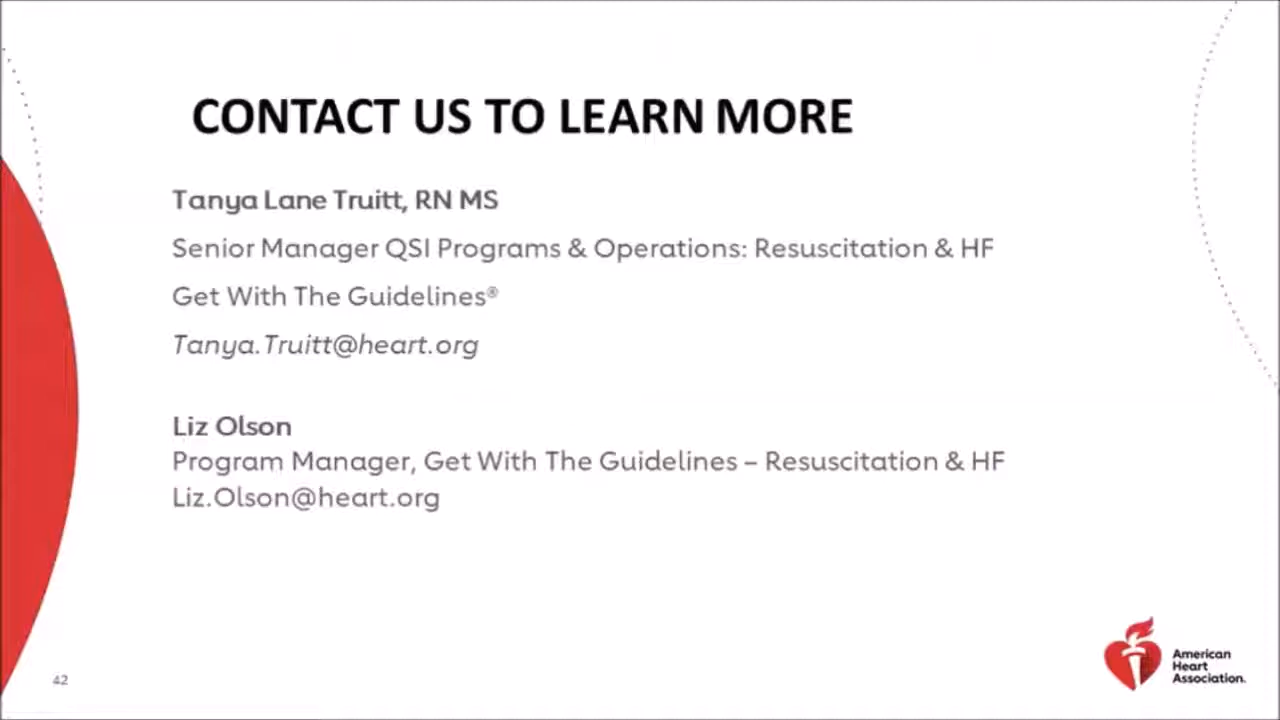 CONTACT US TO LEARN MORE
Tanya Lane Truitt, RN MS
Senior Manager QSI Programs & Operations: Resuscitation & HF
Get With The Guidelines®
Tanya.Truitt@heart.org
Liz Olson
Program Manager, Get With The Guidelines – Resuscitation & HF
Liz.Olson@heart.org
42
American
Heart
Association.